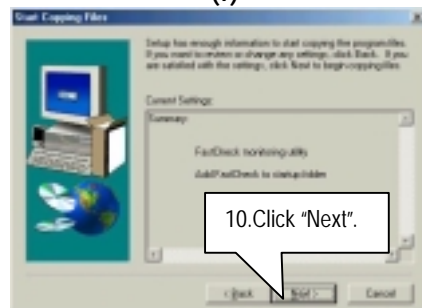 Start Copying Files
Setup has enough information to start copying the program files.
If you want to review or change any settings, click Back. If you
are satisfied with the settings, click Next to begin copying files.
Current Settings:
Summary:
FastCheck monitoring utility
Add FastCheck to startup folder
10.Click "Next".
< Back
Next >
Cancel